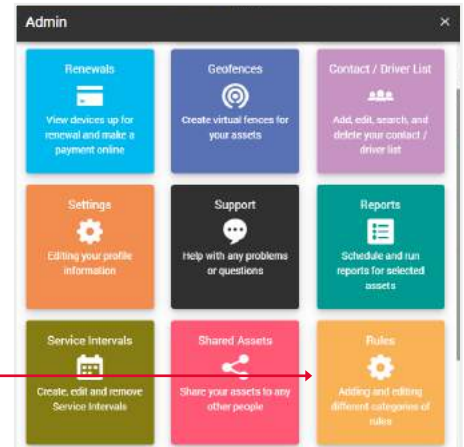 Admin ×
Renewals
View devices up for
renewal and make a
payment online
Geofences
Create virtual fences for
your assets
Contact / Driver List
Add, edit, search, and
delete your contact /
driver list
Settings
Editing your profile
information
Support
Help with any problems
or questions
Reports
Schedule and run
reports for selected
assets
Service Intervals
Create, edit and remove
Service Intervals
Shared Assets
Share your assets to any
other people
Rules
Adding and editing
different categories of
rules